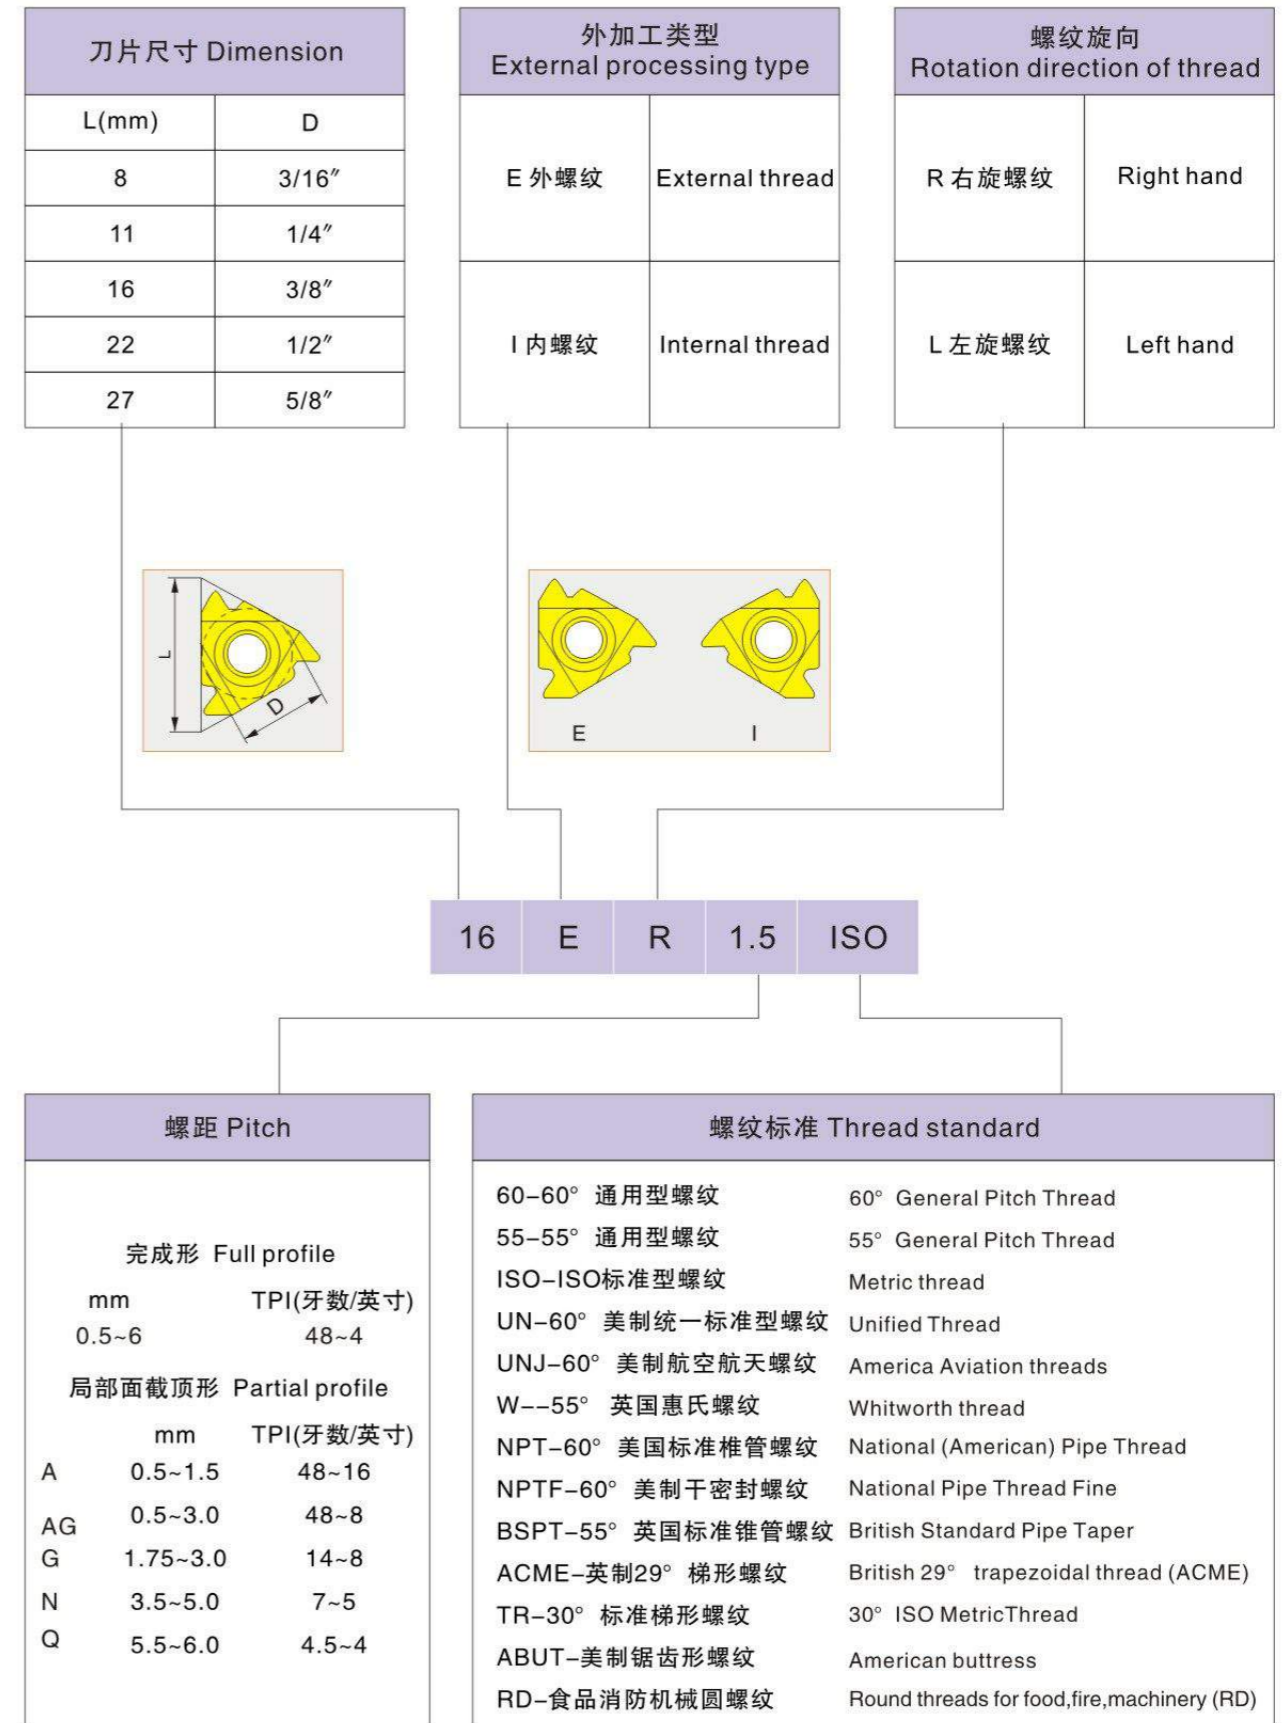 刀片尺寸 Dimension
L(mm) D
8 3/16″
11 1/4″
16 3/8″
22 1/2″
27 5/8″
外加工类型
External processing type
E 外螺纹 External thread
I 内螺纹 Internal thread
螺纹旋向
Rotation direction of thread
R 右旋螺纹 Right hand
L 左旋螺纹 Left hand
L
D
E I
16 E R 1.5 ISO
螺距 Pitch
完成形 Full profile
mm TPI(牙数/英寸)
0.5~6 48~4
局部面截顶形 Partial profile
mm TPI(牙数/英寸)
A 0.5~1.5 48~16
AG 0.5~3.0 48~8
G 1.75~3.0 14~8
N 3.5~5.0 7~5
Q 5.5~6.0 4.5~4
螺纹标准 Thread standard
60–60° 通用型螺纹 60° General Pitch Thread
55–55° 通用型螺纹 55° General Pitch Thread
ISO–ISO标准型螺纹 Metric thread
UN–60° 美制统一标准型螺纹 Unified Thread
UNJ–60° 美制航空航天螺纹 America Aviation threads
W––55° 英国惠氏螺纹 Whitworth thread
NPT–60° 美国标准椎管螺纹 National (American) Pipe Thread
NPTF–60° 美制干密封螺纹 National Pipe Thread Fine
BSPT–55° 英国标准锥管螺纹 British Standard Pipe Taper
ACME–英制29° 梯形螺纹 British 29° trapezoidal thread (ACME)
TR–30° 标准梯形螺纹 30° ISO MetricThread
ABUT–美制锯齿形螺纹 American buttress
RD–食品消防机械圆螺纹 Round threads for food,fire,machinery (RD)